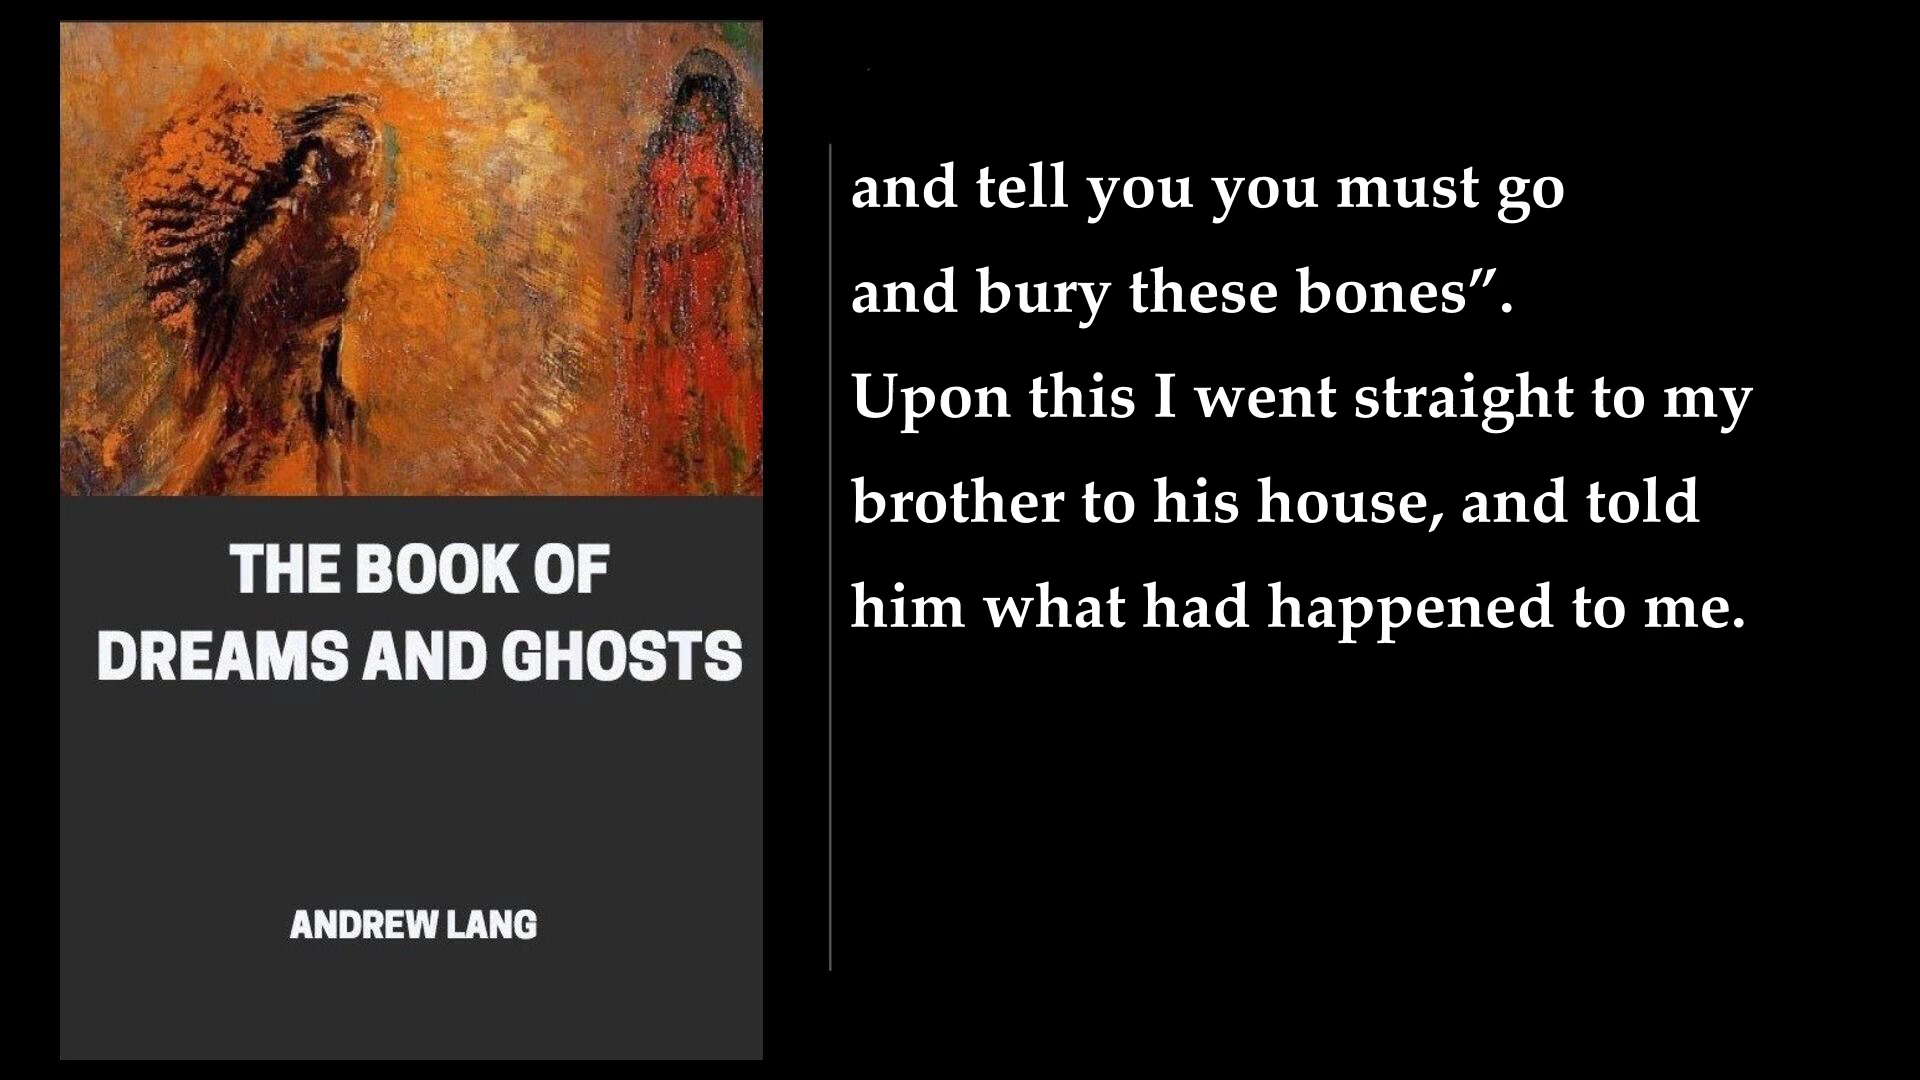 THE BOOK OF
DREAMS AND GHOSTS
ANDREW LANG
and tell you you must go
and bury these bones”.
Upon this I went straight to my
brother to his house, and told
him what had happened to me.